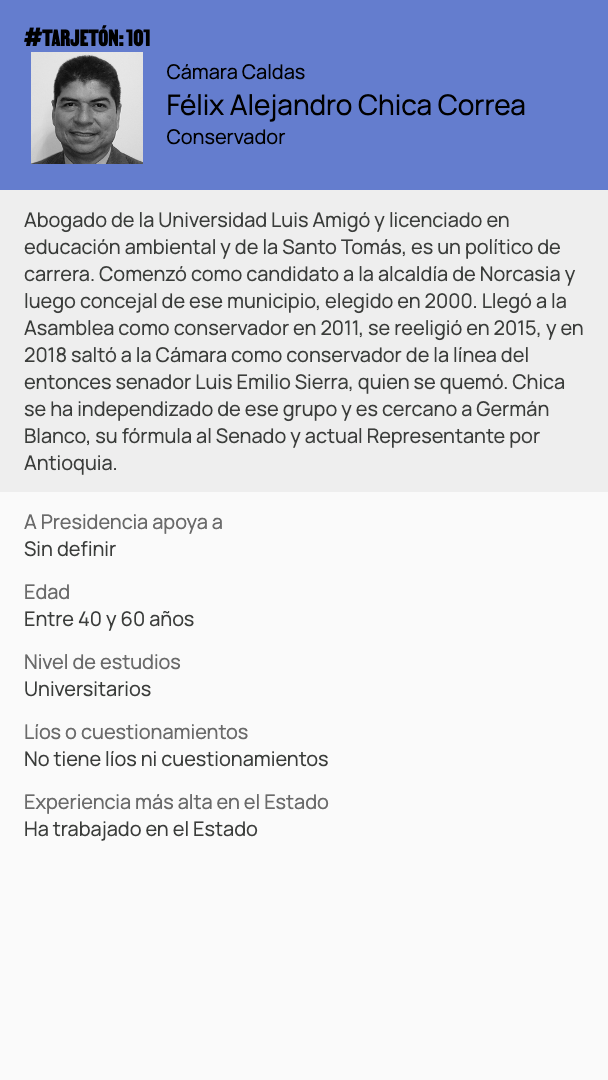 #TARJETÓN: 101
Cámara Caldas
Félix Alejandro Chica Correa
Conservador
Abogado de la Universidad Luis Amigó y licenciado en
educación ambiental y de la Santo Tomás, es un político de
carrera. Comenzó como candidato a la alcaldía de Norcasia y
luego concejal de ese municipio, elegido en 2000. Llegó a la
Asamblea como conservador en 2011, se reeligió en 2015, y en
2018 saltó a la Cámara como conservador de la línea del
entonces senador Luis Emilio Sierra, quien se quemó. Chica
se ha independizado de ese grupo y es cercano a Germán
Blanco, su fórmula al Senado y actual Representante por
Antioquia.
A Presidencia apoya a
Sin definir
Edad
Entre 40 y 60 años
Nivel de estudios
Universitarios
Líos o cuestionamientos
No tiene líos ni cuestionamientos
Experiencia más alta en el Estado
Ha trabajado en el Estado